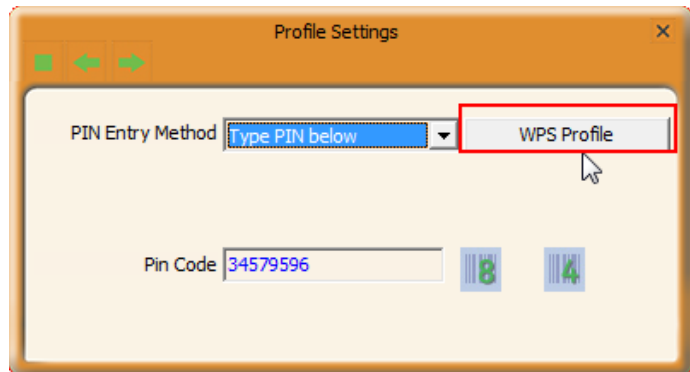 Profile Settings
PIN Entry Method Type PIN below WPS Profile
Pin Code 34579596 8 4